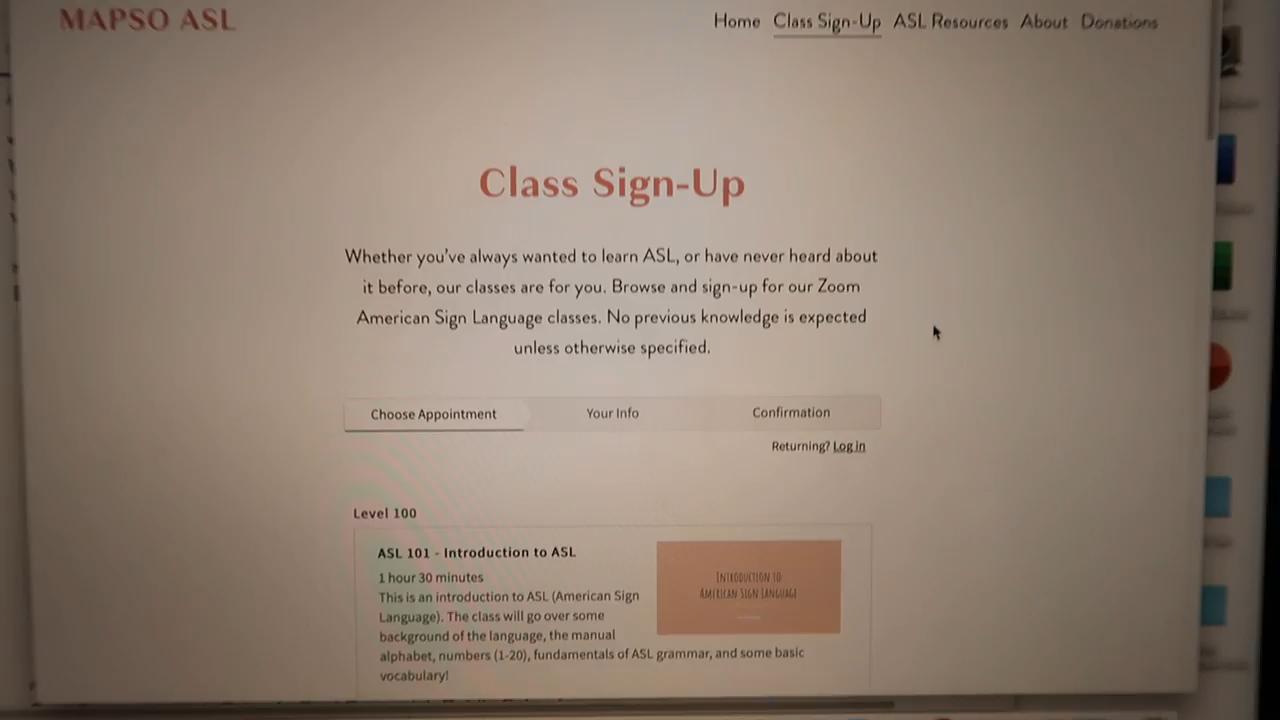 MAPSO ASL
Home Class Sign-Up ASL Resources About Donations
Class Sign-Up
Whether you've always wanted to learn ASL, or have never heard about
it before, our classes are for you. Browse and sign-up for our Zoom
American Sign Language classes. No previous knowledge is expected
unless otherwise specified.
Choose Appointment Your Info Confirmation
Returning? Log in
Level 100
ASL 101 - Introduction to ASL
1 hour 30 minutes
This is an introduction to ASL (American Sign
Language). The class will go over some
background of the language, the manual
alphabet, numbers (1-20), fundamentals of ASL grammar, and some basic
vocabulary!
Introduction to
American Sign Language